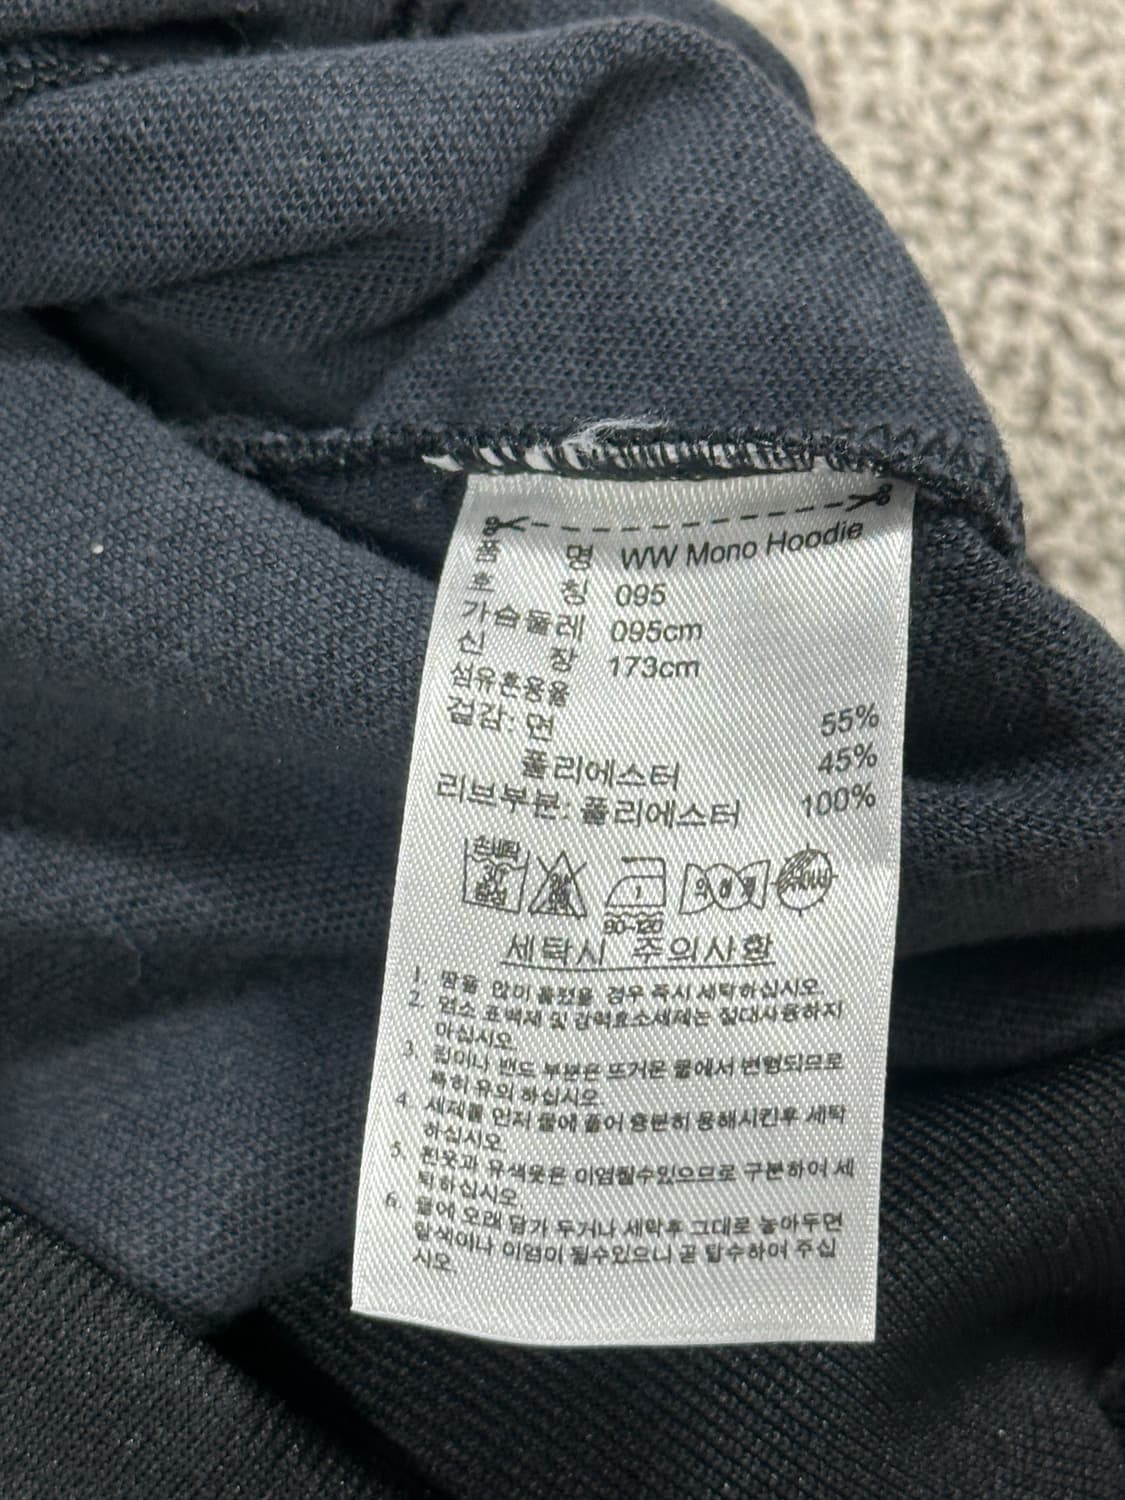 품 명 WW Mono Hoodie
호 칭 095
가슴둘레 095cm
신 장 173cm
섬유혼용율
겉감: 면 55%
폴리에스터 45%
리브부분: 폴리에스터 100%
손세탁 30 중성
80~120
세탁시 주의사항
1. 땀을 많이 흘렸을 경우 즉시 세탁하십시오.
2. 염소 표백제 및 강력효소세제는 절대사용하지
마십시오.
3. 립이나 밴드 부분은 뜨거운 물에서 변형되므로
특히 유의 하십시오.
4. 세제를 먼저 물에 풀어 충분히 용해시킨후 세탁
하십시오.
5. 흰옷과 유색옷은 이염될수있으므로 구분하여 세
탁하십시오.
6. 물에 오래 담가 두거나 세탁후 그대로 놓아두면
탈색이나 이염이 될수있으니 곧 탈수하여 주십
시오.